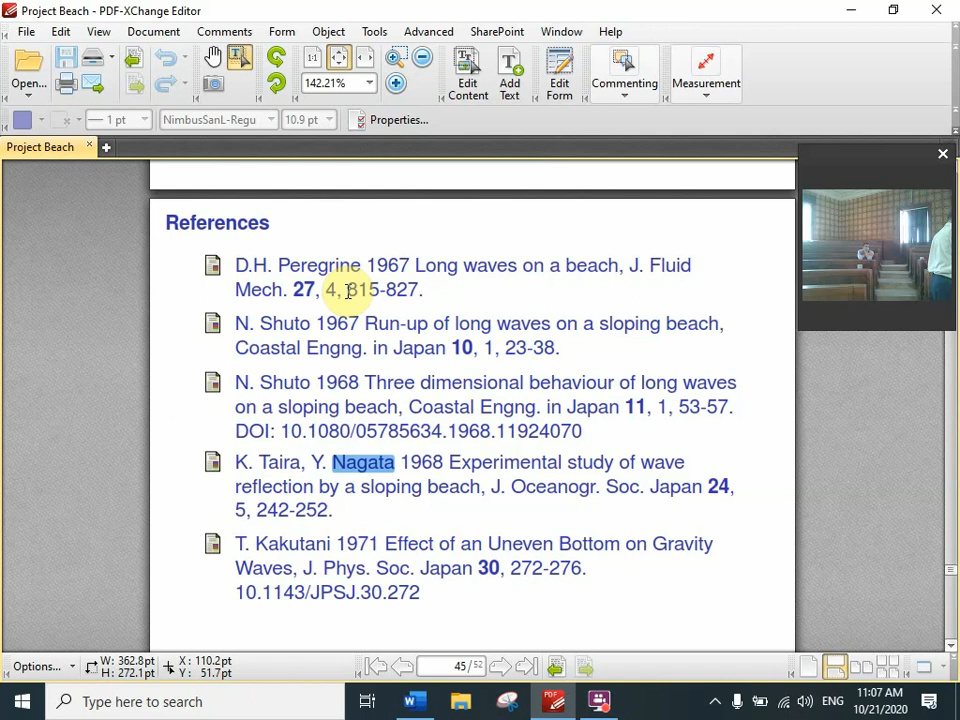 Project Beach - PDF-XChange Editor
File Edit View Document Comments Form Object Tools Advanced SharePoint Window Help
Open... 1:1 142.21% Edit Content Add Text Edit Form Commenting Measurement
1 pt NimbusSanL-Regu 10.9 pt Properties...
Project Beach
References
D.H. Peregrine 1967 Long waves on a beach, J. Fluid
Mech. 27, 4, 815-827.
N. Shuto 1967 Run-up of long waves on a sloping beach,
Coastal Engng. in Japan 10, 1, 23-38.
N. Shuto 1968 Three dimensional behaviour of long waves
on a sloping beach, Coastal Engng. in Japan 11, 1, 53-57.
DOI: 10.1080/05785634.1968.11924070
K. Taira, Y. Nagata 1968 Experimental study of wave
reflection by a sloping beach, J. Oceanogr. Soc. Japan 24,
5, 242-252.
T. Kakutani 1971 Effect of an Uneven Bottom on Gravity
Waves, J. Phys. Soc. Japan 30, 272-276.
10.1143/JPSJ.30.272
Options... W: 362.8pt X: 110.2pt
H: 272.1pt Y: 51.7pt
45/52
Type here to search
PDF
ENG
11:07 AM
10/21/2020